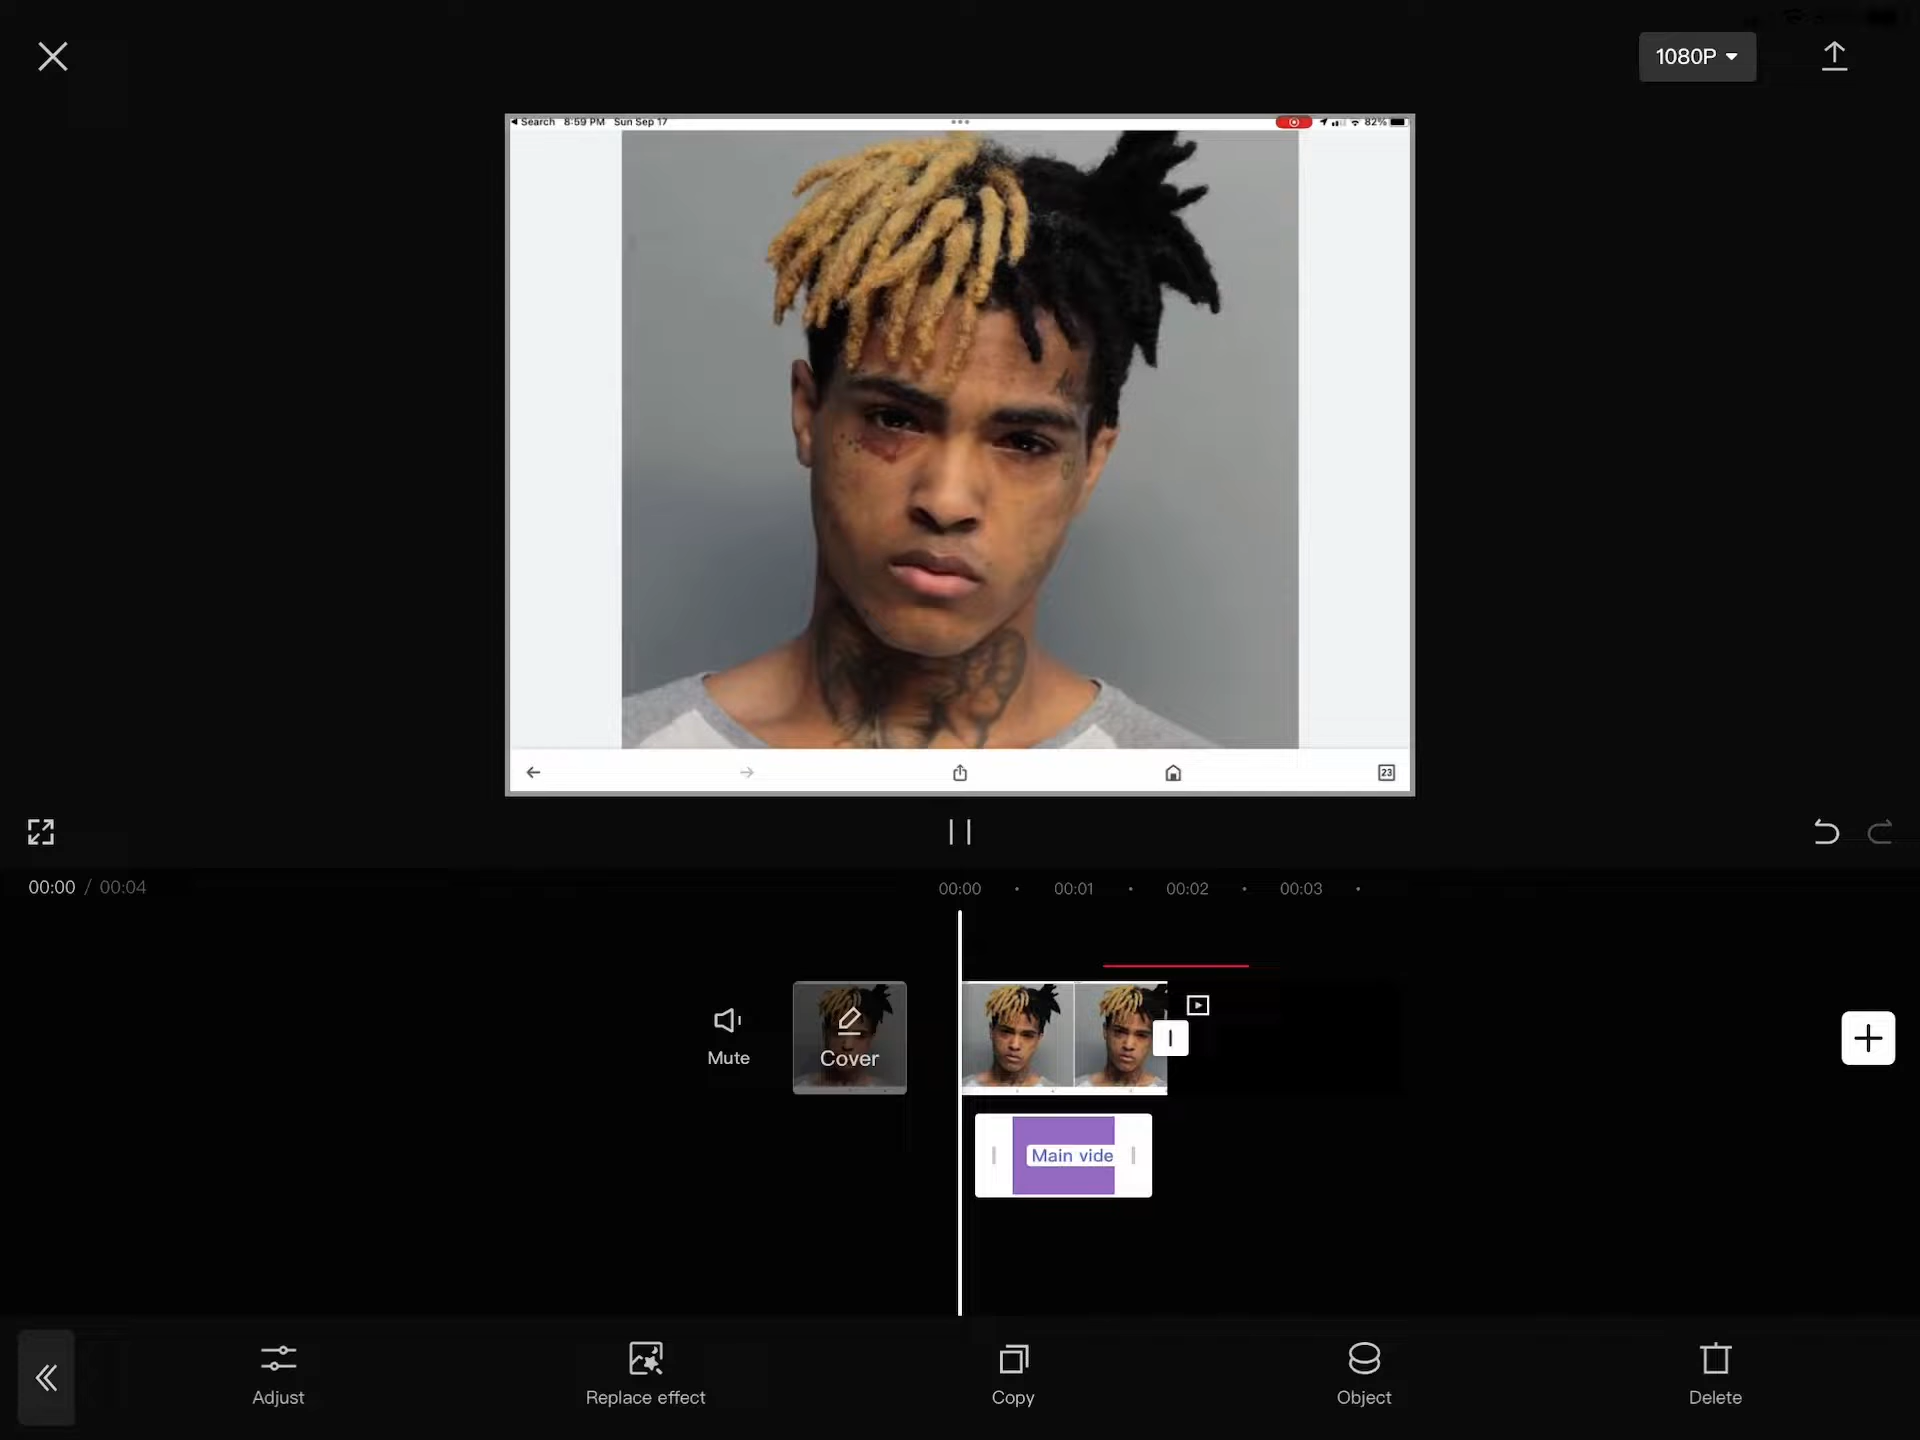 1080P
Search 8:59 PM Sun Sep 17
82%
23
00:00 / 00:04
00:00 00:01 00:02 00:03
Mute
Cover
Main vide
Adjust
Replace effect
Copy
Object
Delete